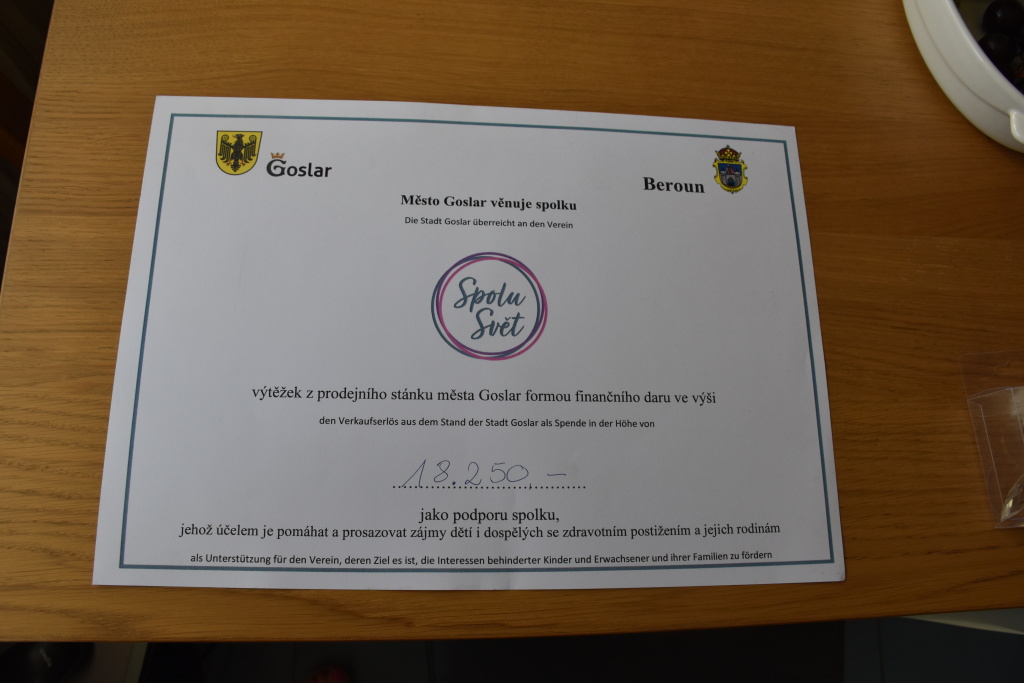 Goslar
Beroun
Město Goslar věnuje spolku
Die Stadt Goslar überreicht an den Verein
Spolu
Svět
výtěžek z prodejního stánku města Goslar formou finančního daru ve výši
den Verkaufserlös aus dem Stand der Stadt Goslar als Spende in der Höhe von
18.250,-
jako podporu spolku,
jehož účelem je pomáhat a prosazovat zájmy dětí i dospělých se zdravotním postižením a jejich rodinám
als Unterstützung für den Verein, deren Ziel es ist, die Interessen behinderter Kinder und Erwachsener und ihrer Familien zu fördern